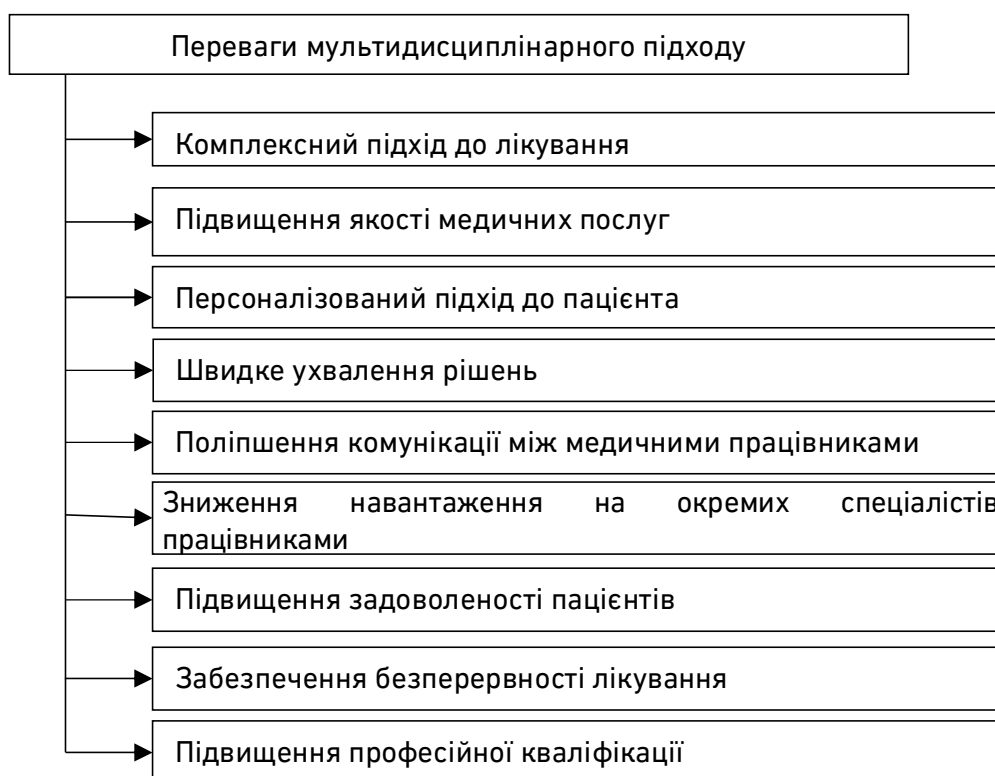 Переваги мультидисциплінарного підходу
Комплексний підхід до лікування
Підвищення якості медичних послуг
Персоналізований підхід до пацієнта
Швидке ухвалення рішень
Поліпшення комунікації між медичними працівниками
Зниження навантаження на окремих спеціалістів
працівниками
Підвищення задоволеності пацієнтів
Забезпечення безперервності лікування
Підвищення професійної кваліфікації